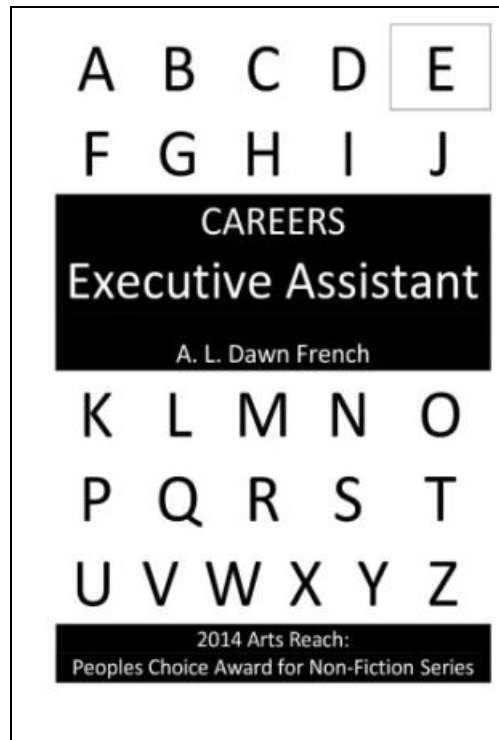 A B C D E
F G H I J
CAREERS
Executive Assistant
A. L. Dawn French
K L M N O
P Q R S T
U V W X Y Z
2014 Arts Reach:
Peoples Choice Award for Non-Fiction Series